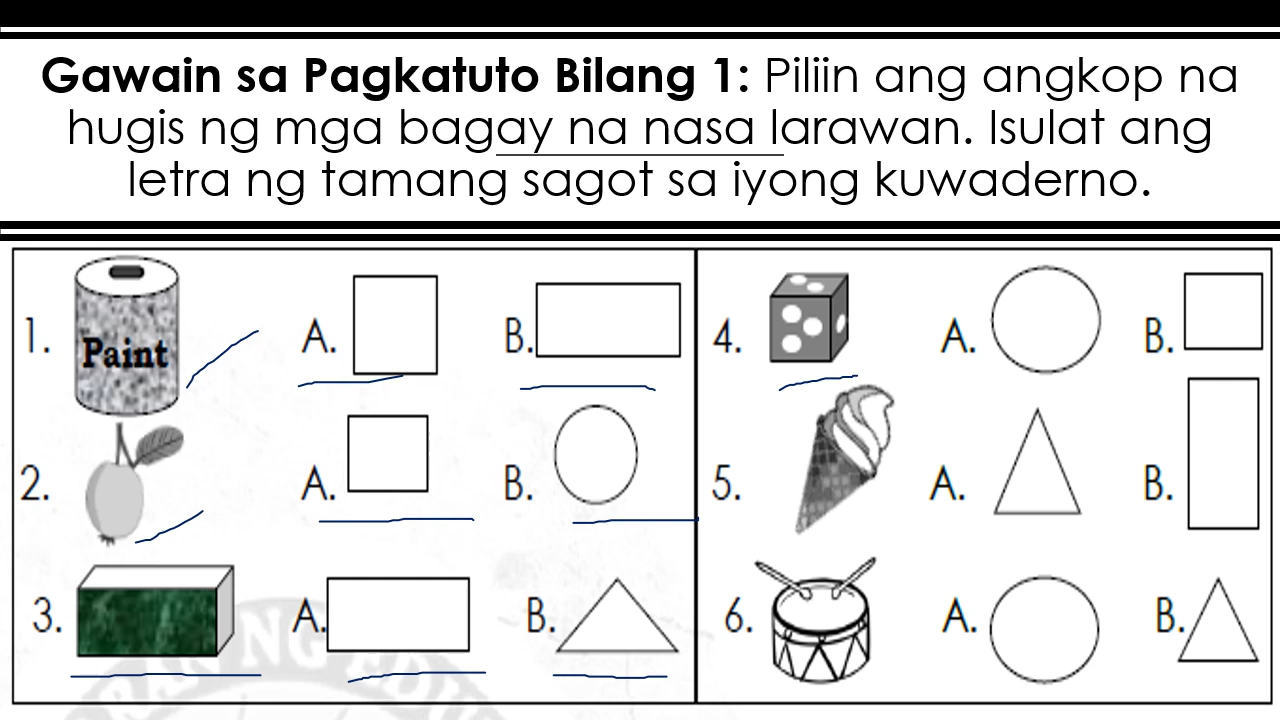 Gawain sa Pagkatuto Bilang 1: Piliin ang angkop na
hugis ng mga bagay na nasa larawan. Isulat ang
letra ng tamang sagot sa iyong kuwaderno.
1. Paint A. B.
2. A. B.
3. A. B.
4. A. B.
5. A. B.
6. A. B.